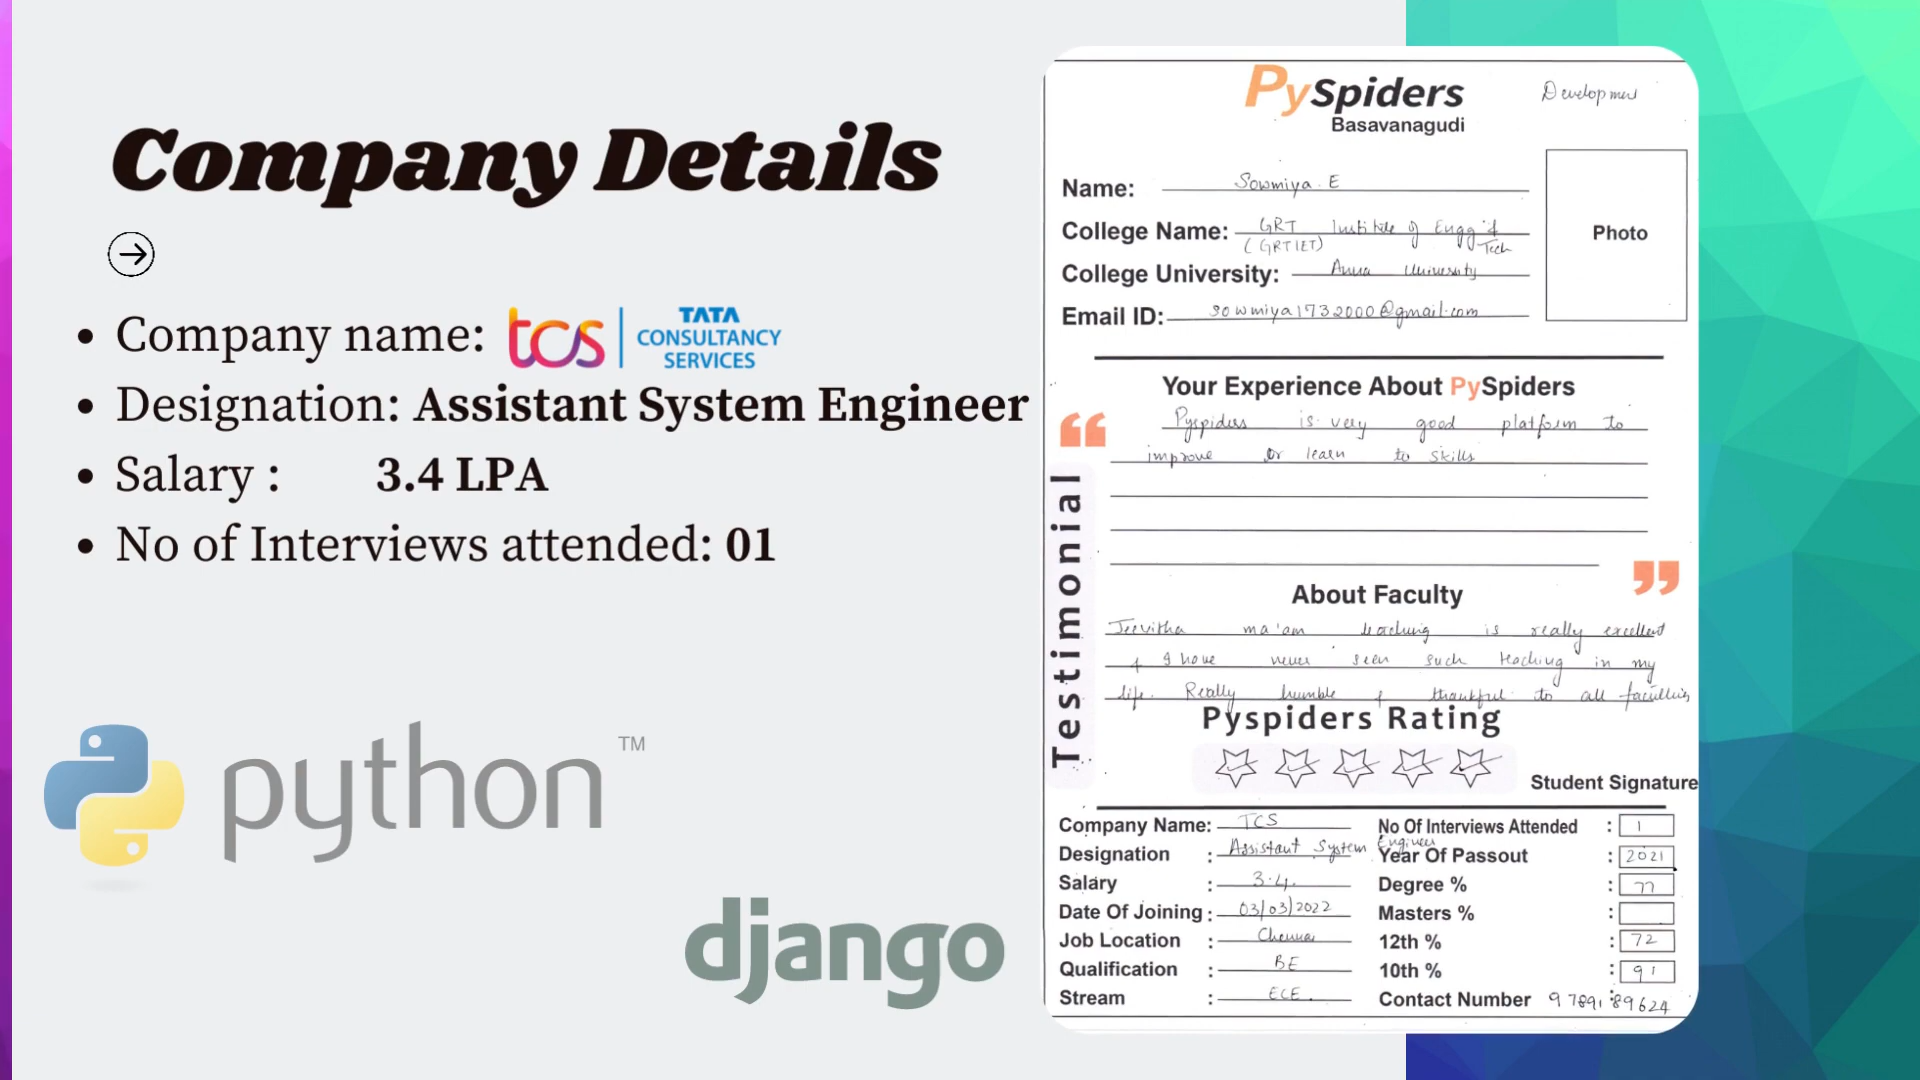 Company Details
Company name: tcs TATA CONSULTANCY SERVICES
Designation: Assistant System Engineer
Salary : 3.4 LPA
No of Interviews attended: 01
python TM
django
PySpiders
Basavanagudi
Development
Name: Sowmiya. E
College Name: GRT Institute of Engg & Tech
(GRTIET)
College University: Anna University
Email ID: sowmiya1732000@gmail.com
Photo
Your Experience About PySpiders
Pyspiders is very good platform to
improve or learn to skills
Testimonial
About Faculty
Jeevitha ma'am teaching is really excellent
& I have never seen such teaching in my
life. Really humble & thankful to all faculties
Pyspiders Rating
Student Signature
Company Name: TCS
Designation : Assistant System Engineer
Salary : 3.4.
Date Of Joining : 03/03/2022
Job Location : Chennai
Qualification : BE
Stream : ECE.
No Of Interviews Attended : 1
Year Of Passout : 2021
Degree % : 77
Masters % :
12th % : 72
10th % : 91
Contact Number : 9789189624